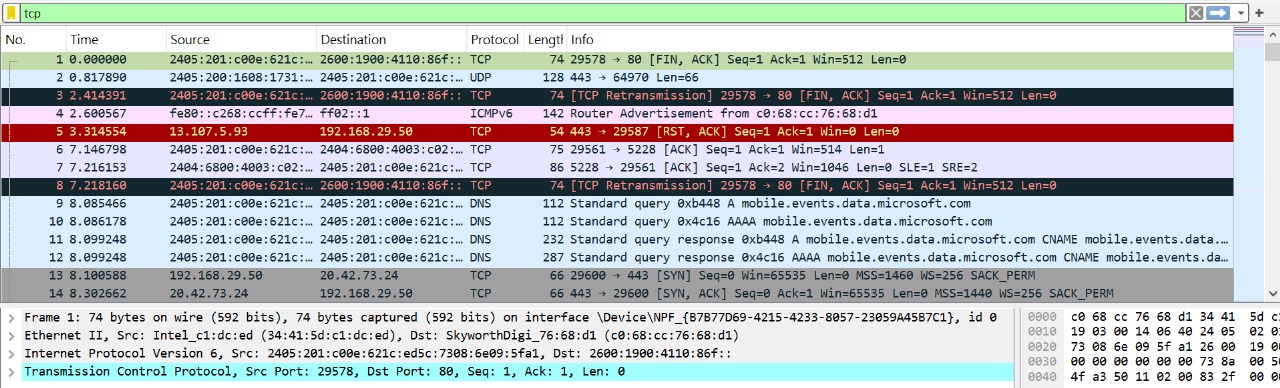 tcp
No. Time Source Destination Protocol Length Info
1 0.000000 2405:201:c00e:621c:… 2600:1900:4110:86f:: TCP 74 29578 → 80 [FIN, ACK] Seq=1 Ack=1 Win=512 Len=0
2 0.817890 2405:200:1608:1731:… 2405:201:c00e:621c:… UDP 128 443 → 64970 Len=66
3 2.414391 2405:201:c00e:621c:… 2600:1900:4110:86f:: TCP 74 [TCP Retransmission] 29578 → 80 [FIN, ACK] Seq=1 Ack=1 Win=512 Len=0
4 2.600567 fe80::c268:ccff:fe7… ff02::1 ICMPv6 142 Router Advertisement from c0:68:cc:76:68:d1
5 3.314554 13.107.5.93 192.168.29.50 TCP 54 443 → 29587 [RST, ACK] Seq=1 Ack=1 Win=0 Len=0
6 7.146798 2405:201:c00e:621c:… 2404:6800:4003:c02:… TCP 75 29561 → 5228 [ACK] Seq=1 Ack=1 Win=514 Len=1
7 7.216153 2404:6800:4003:c02:… 2405:201:c00e:621c:… TCP 86 5228 → 29561 [ACK] Seq=1 Ack=2 Win=1046 Len=0 SLE=1 SRE=2
8 7.218160 2405:201:c00e:621c:… 2600:1900:4110:86f:: TCP 74 [TCP Retransmission] 29578 → 80 [FIN, ACK] Seq=1 Ack=1 Win=512 Len=0
9 8.085466 2405:201:c00e:621c:… 2405:201:c00e:621c:… DNS 112 Standard query 0xb448 A mobile.events.data.microsoft.com
10 8.086178 2405:201:c00e:621c:… 2405:201:c00e:621c:… DNS 112 Standard query 0x4c16 AAAA mobile.events.data.microsoft.com
11 8.099248 2405:201:c00e:621c:… 2405:201:c00e:621c:… DNS 232 Standard query response 0xb448 A mobile.events.data.microsoft.com CNAME mobile.events.data.…
12 8.099248 2405:201:c00e:621c:… 2405:201:c00e:621c:… DNS 287 Standard query response 0x4c16 AAAA mobile.events.data.microsoft.com CNAME mobile.events.da…
13 8.100588 192.168.29.50 20.42.73.24 TCP 66 29600 → 443 [SYN] Seq=0 Win=65535 Len=0 MSS=1460 WS=256 SACK_PERM
14 8.302662 20.42.73.24 192.168.29.50 TCP 66 443 → 29600 [SYN, ACK] Seq=0 Ack=1 Win=65535 Len=0 MSS=1440 WS=256 SACK_PERM
Frame 1: 74 bytes on wire (592 bits), 74 bytes captured (592 bits) on interface \Device\NPF_{B7B77D69-4215-4233-8057-23059A45B7C1}, id 0
Ethernet II, Src: Intel_c1:dc:ed (34:41:5d:c1:dc:ed), Dst: SkyworthDigi_76:68:d1 (c0:68:cc:76:68:d1)
Internet Protocol Version 6, Src: 2405:201:c00e:621c:ed5c:7308:6e09:5fa1, Dst: 2600:1900:4110:86f::
Transmission Control Protocol, Src Port: 29578, Dst Port: 80, Seq: 1, Ack: 1, Len: 0
0000 c0 68 cc 76 68 d1 34 41 5d c
0010 19 03 00 14 06 40 24 05 02 0
0020 73 08 6e 09 5f a1 26 00 19 00
0030 00 00 00 00 00 00 73 8a 00 50
0040 4f a3 50 11 02 00 83 2f 00 00